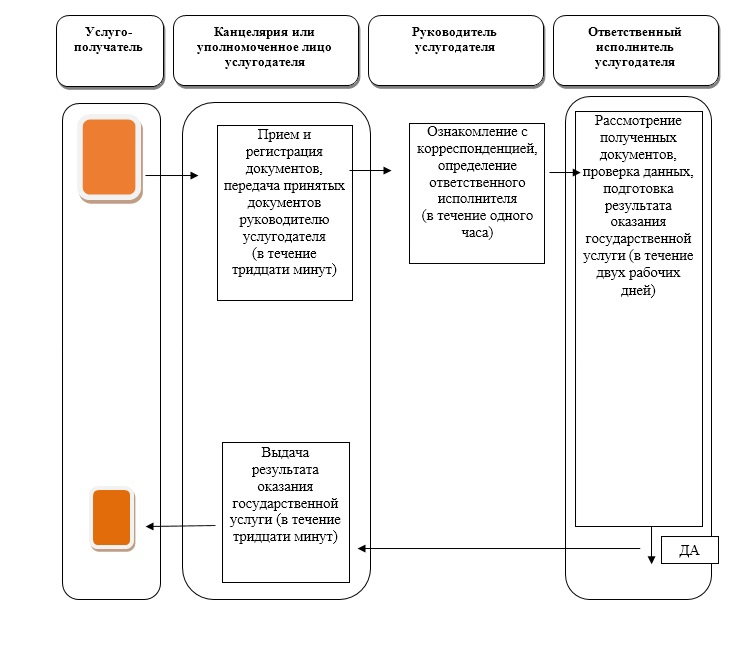 Услуго-
получатель
Канцелярия или
уполномоченное лицо
услугодателя
Руководитель
услугодателя
Ответственный
исполнитель
услугодателя
Прием и
регистрация
документов,
передача принятых
документов
руководителю
услугодателя
(в течение
тридцати минут)
Ознакомление с
корреспонденцией,
определение
ответственного
исполнителя
(в течение одного
часа)
Рассмотрение
полученных
документов,
проверка данных,
подготовка
результата
оказания
государственной
услуги (в течение
двух рабочих
дней)
Выдача
результата
оказания
государственной
услуги (в течение
тридцати минут)
ДА